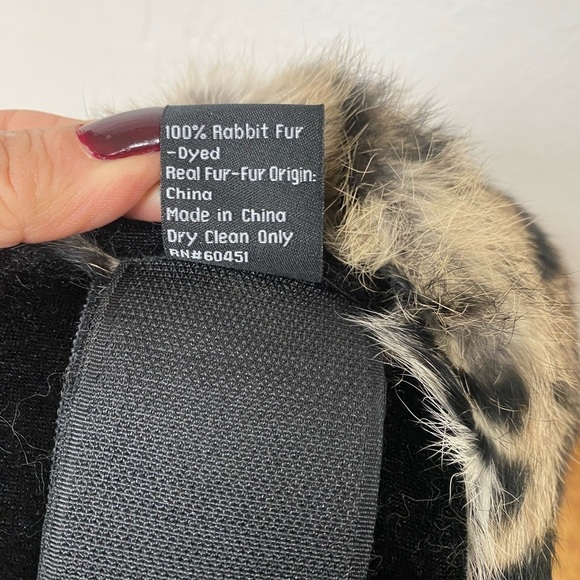 100% Rabbit Fur
-Dyed
Real Fur-Fur Origin:
China
Made in China
Dry Clean Only
RN#60451